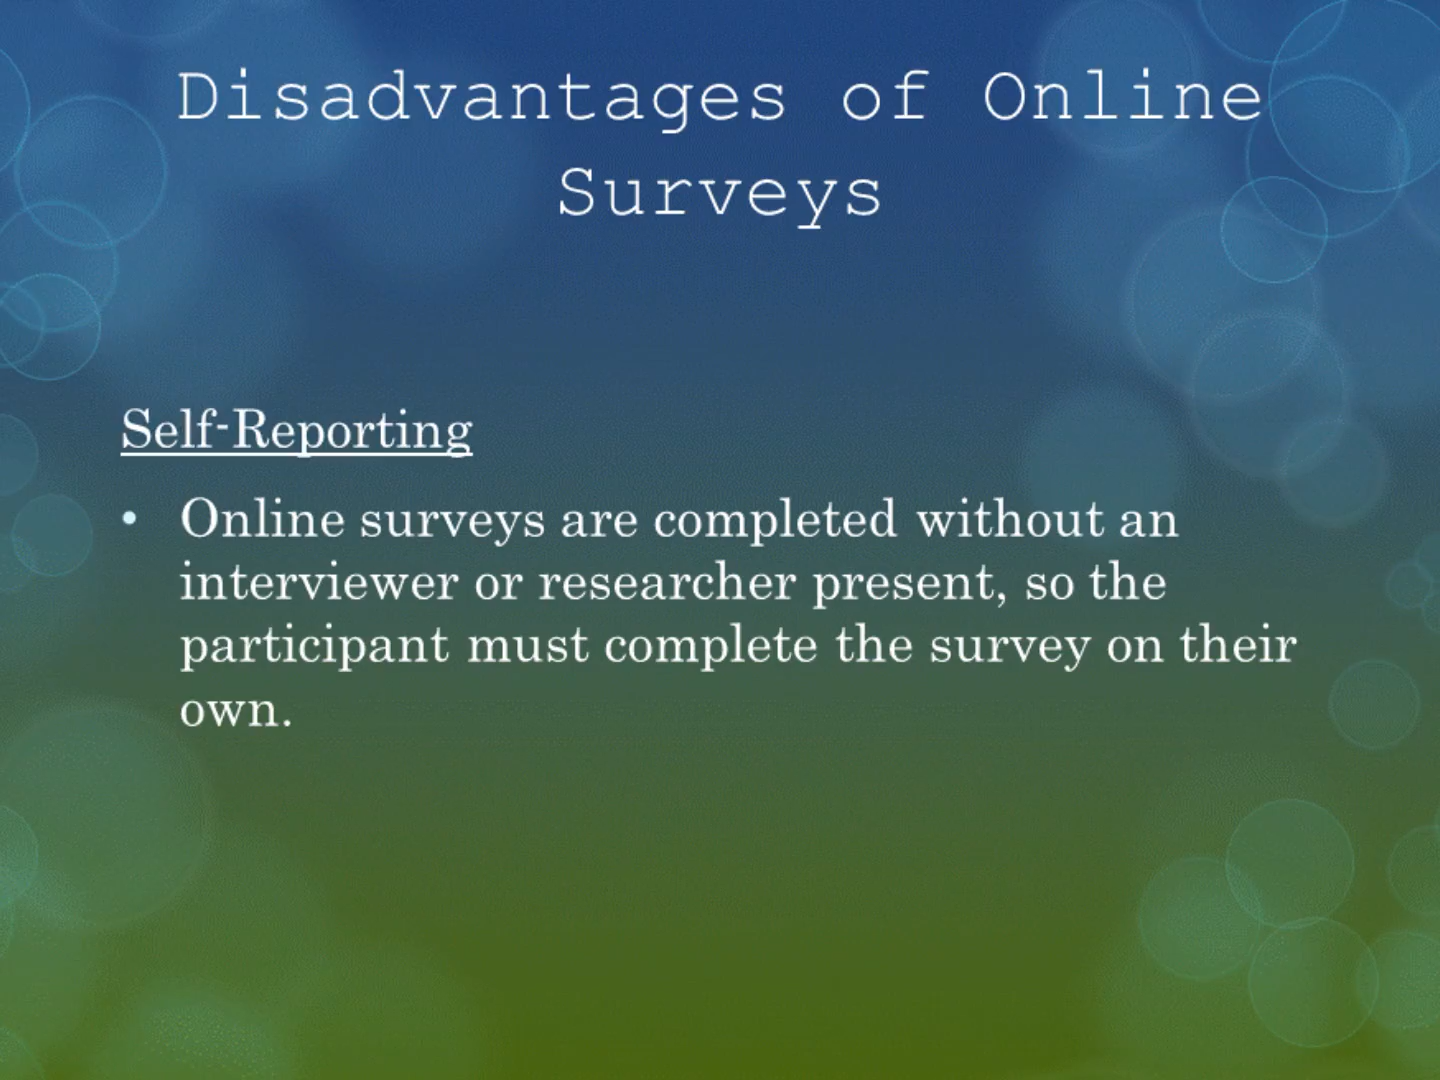 Disadvantages of Online
Surveys
Self-Reporting
• Online surveys are completed without an
interviewer or researcher present, so the
participant must complete the survey on their
own.